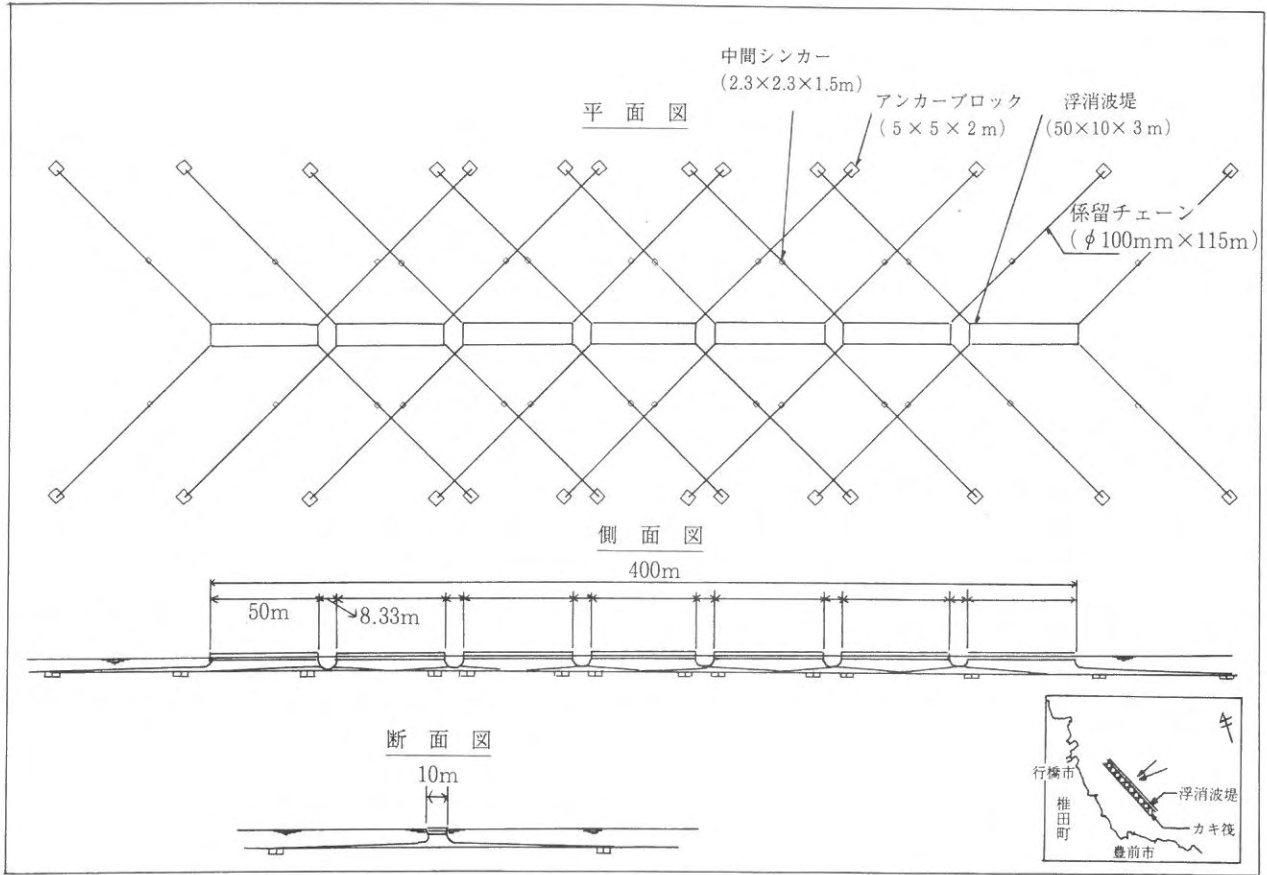 中間シンカー
(2.3×2.3×1.5m)
アンカーブロック
(5×5×2m)
浮消波堤
(50×10×3m)
平面図
係留チェーン
(φ100mm×115m)
側面図
400m
50m
8.33m
断面図
10m
行橋市
椎田町
豊前市
浮消波堤
カキ筏